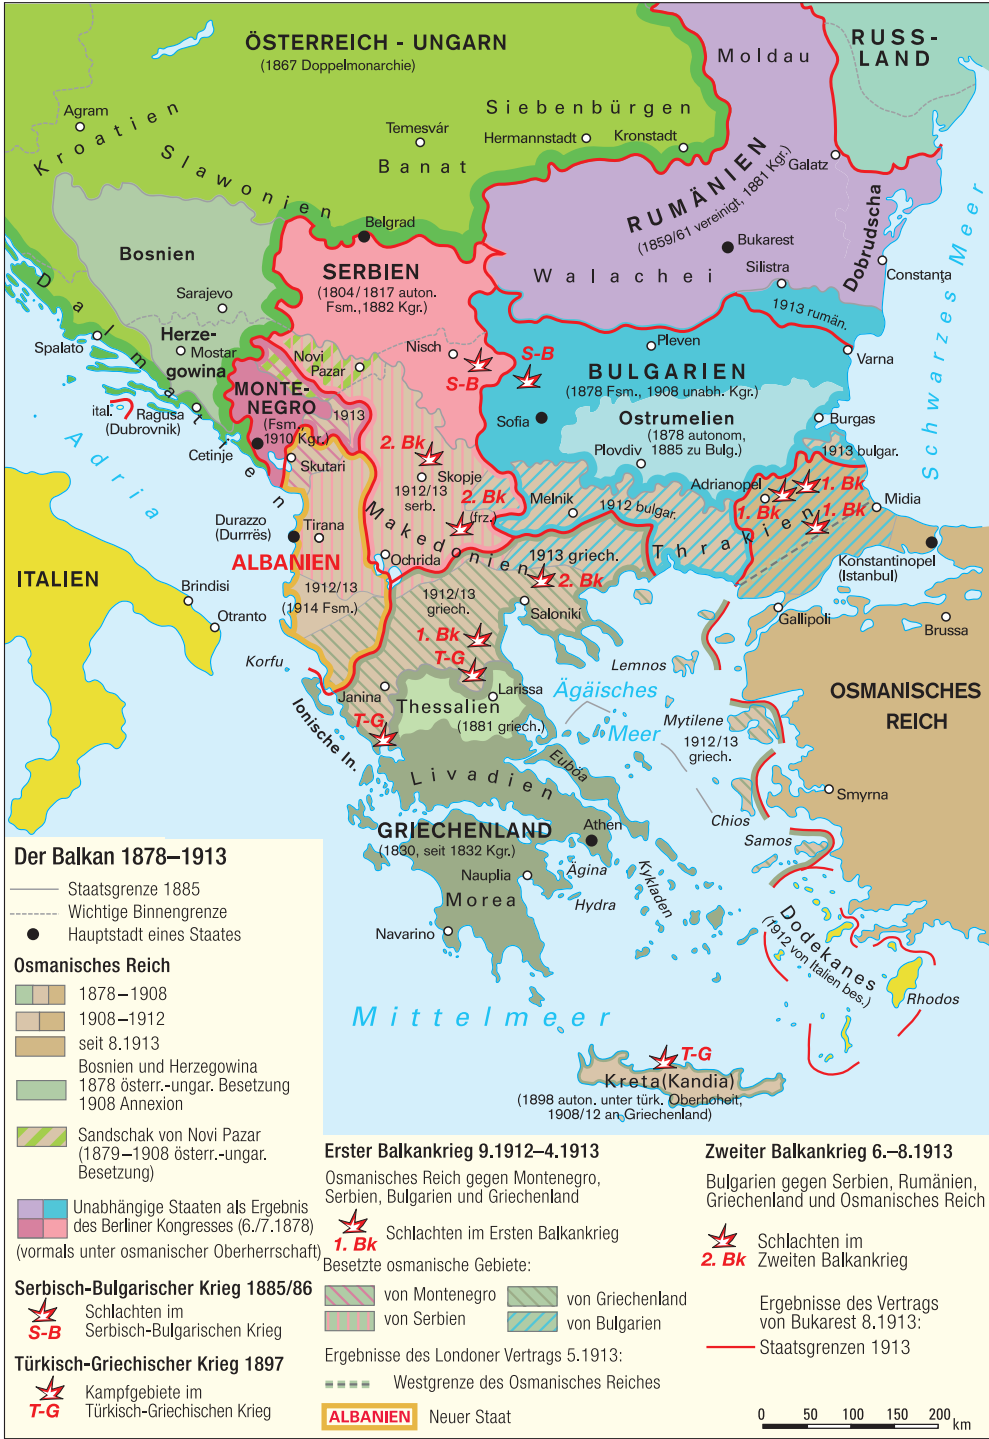 ÖSTERREICH - UNGARN
(1867 Doppelmonarchie)
RUSS-
LAND
Moldau
Agram
Kroatien
Slawonien
Temesvár
Banat
Siebenbürgen
Hermannstadt
Kronstadt
Galatz
RUMÄNIEN
(1859/61 vereinigt, 1881 Kgr.)
Bukarest
Walachei
Silistra
Dobrudscha
Constanţa
1913 rumän.
Varna
Schwarzes Meer
Belgrad
Bosnien
Sarajevo
Herze-
gowina
Mostar
Dalmatien
Spalato
ital.
Ragusa
(Dubrovnik)
Cetinje
Adria
SERBIEN
(1804/1817 auton.
Fsm.,1882 Kgr.)
Nisch
S-B
S-B
Novi
Pazar
MONTE-
NEGRO
(Fsm.,
1910 Kgr.)
1913
Skutari
Pleven
BULGARIEN
(1878 Fsm., 1908 unabh. Kgr.)
Sofia
Ostrumelien
(1878 autonom,
1885 zu Bulg.)
Plovdiv
Burgas
1913 bulgar.
2. Bk
Skopje
1912/13
serb.
2. Bk
(frz.)
Melnik
1912 bulgar.
Adrianopel
1. Bk
1. Bk
1. Bk
Midia
Thrakien
Makedonien
Konstantinopel
(Istanbul)
Durazzo
(Durrrës)
Tirana
ALBANIEN
1912/13
(1914 Fsm.)
Ochrida
1913 griech.
2. Bk
1912/13
griech.
Saloniki
Gallipoli
Brussa
ITALIEN
Brindisi
Otranto
Korfu
1. Bk
T-G
Janina
Larissa
Thessalien
(1881 griech.)
T-G
Ionische In.
Lemnos
Ägäisches
Meer
Mytilene
1912/13
griech.
OSMANISCHES
REICH
Livadien
Euböa
Smyrna
Chios
Samos
GRIECHENLAND
(1830, seit 1832 Kgr.)
Athen
Ägina
Nauplia
Hydra
Kykladen
Morea
Navarino
Dodekanes
(1912 von Italien bes.)
Rhodos
Mittelmeer
T-G
Kreta(Kandia)
(1898 auton. unter türk. Oberhoheit,
1908/12 an Griechenland)
Der Balkan 1878–1913
Staatsgrenze 1885
Wichtige Binnengrenze
Hauptstadt eines Staates
Osmanisches Reich
1878–1908
1908–1912
seit 8.1913
Bosnien und Herzegowina
1878 österr.-ungar. Besetzung
1908 Annexion
Sandschak von Novi Pazar
(1879–1908 österr.-ungar.
Besetzung)
Unabhängige Staaten als Ergebnis
des Berliner Kongresses (6./7.1878)
(vormals unter osmanischer Oberherrschaft)
Serbisch-Bulgarischer Krieg 1885/86
S-B
Schlachten im
Serbisch-Bulgarischen Krieg
Türkisch-Griechischer Krieg 1897
T-G
Kampfgebiete im
Türkisch-Griechischen Krieg
Erster Balkankrieg 9.1912–4.1913
Osmanisches Reich gegen Montenegro,
Serbien, Bulgarien und Griechenland
1. Bk
Schlachten im Ersten Balkankrieg
Besetzte osmanische Gebiete:
von Montenegro
von Griechenland
von Serbien
von Bulgarien
Ergebnisse des Londoner Vertrags 5.1913:
Westgrenze des Osmanisches Reiches
ALBANIEN Neuer Staat
Zweiter Balkankrieg 6.–8.1913
Bulgarien gegen Serbien, Rumänien,
Griechenland und Osmanisches Reich
2. Bk
Schlachten im
Zweiten Balkankrieg
Ergebnisse des Vertrags
von Bukarest 8.1913:
Staatsgrenzen 1913
0 50 100 150 200 km